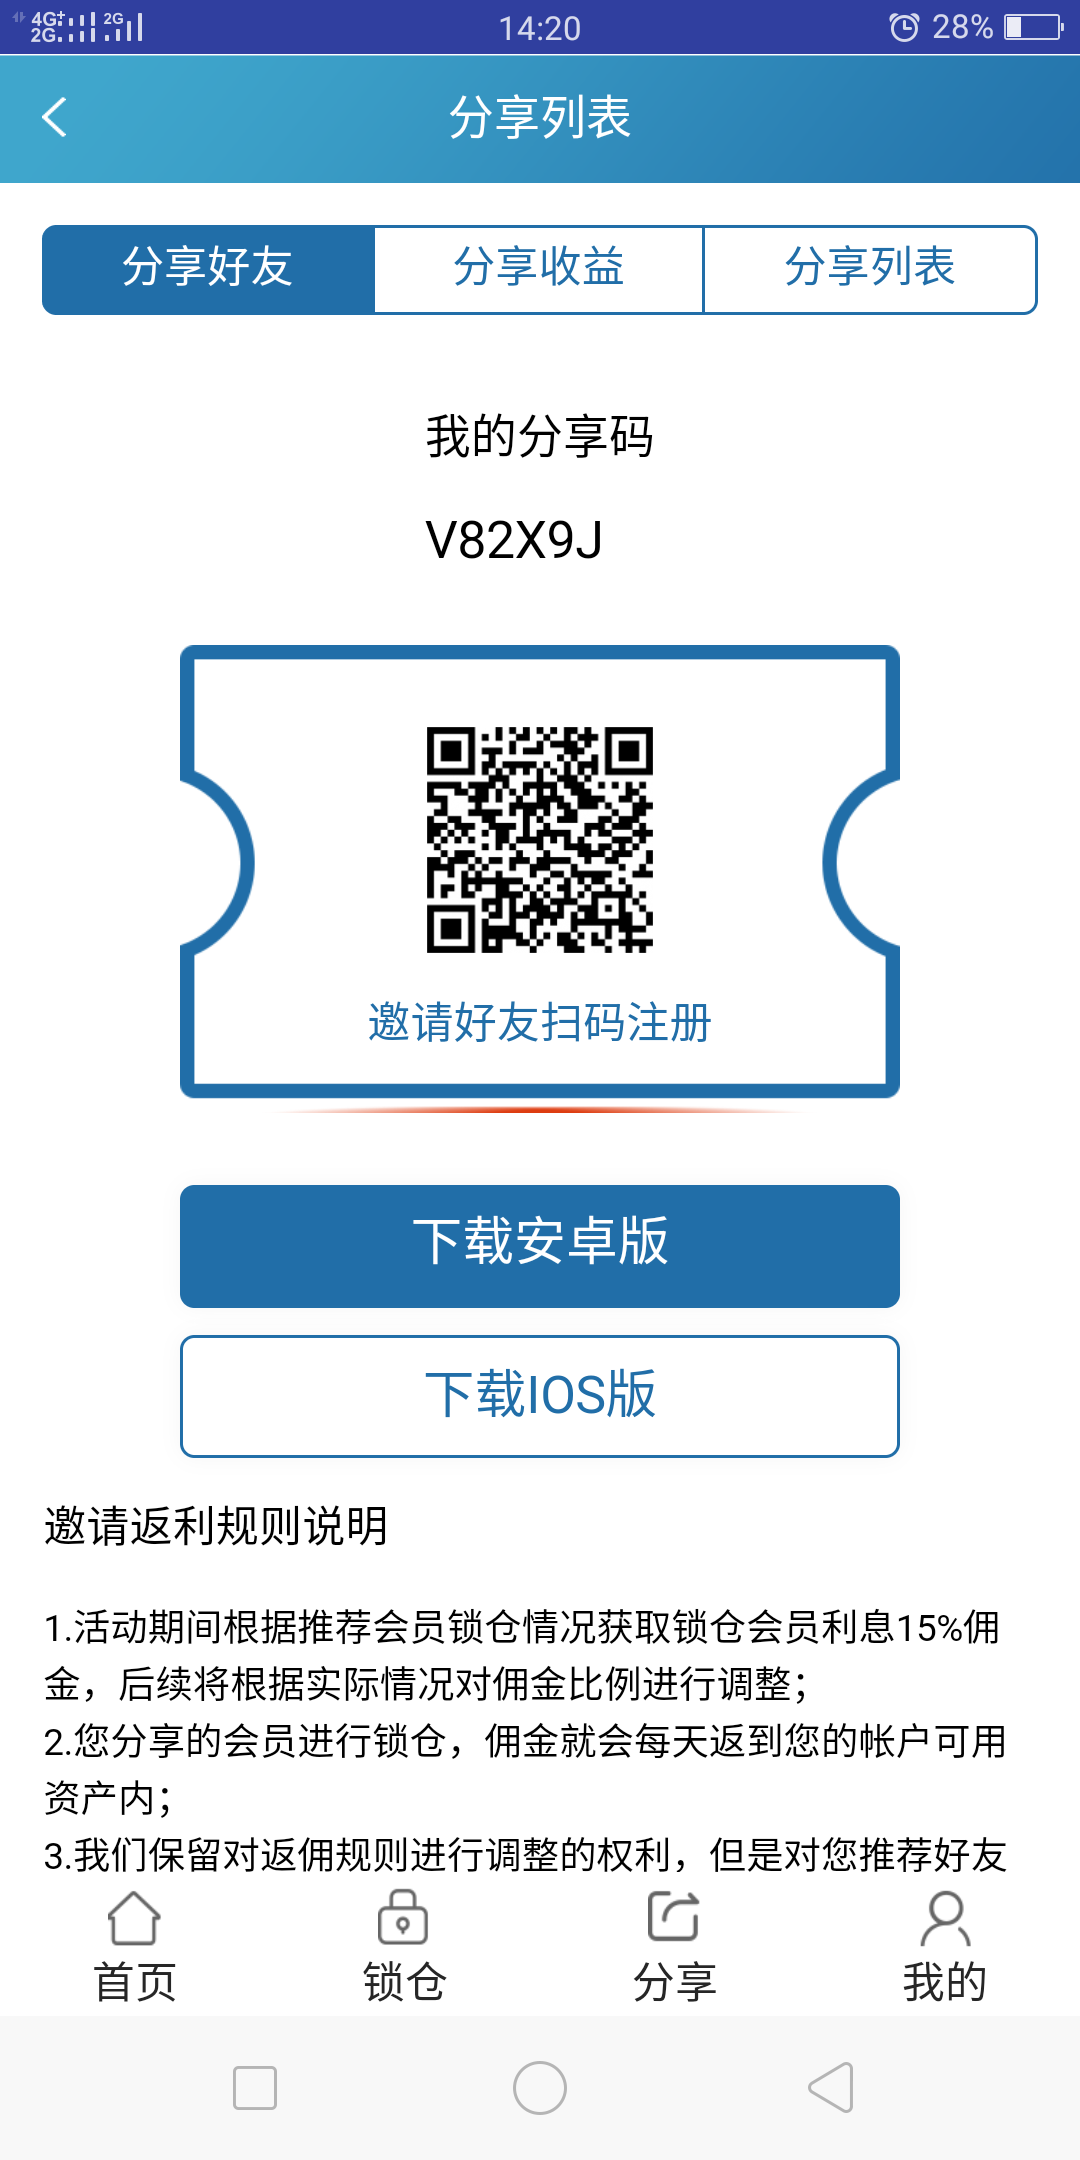 4G+ 2G
2G
14:20
28%
分享列表
分享好友
分享收益
分享列表
我的分享码
V82X9J
邀请好友扫码注册
下载安卓版
下载IOS版
邀请返利规则说明
1.活动期间根据推荐会员锁仓情况获取锁仓会员利息15%佣
金，后续将根据实际情况对佣金比例进行调整；
2.您分享的会员进行锁仓，佣金就会每天返到您的帐户可用
资产内；
3.我们保留对返佣规则进行调整的权利，但是对您推荐好友
首页
锁仓
分享
我的